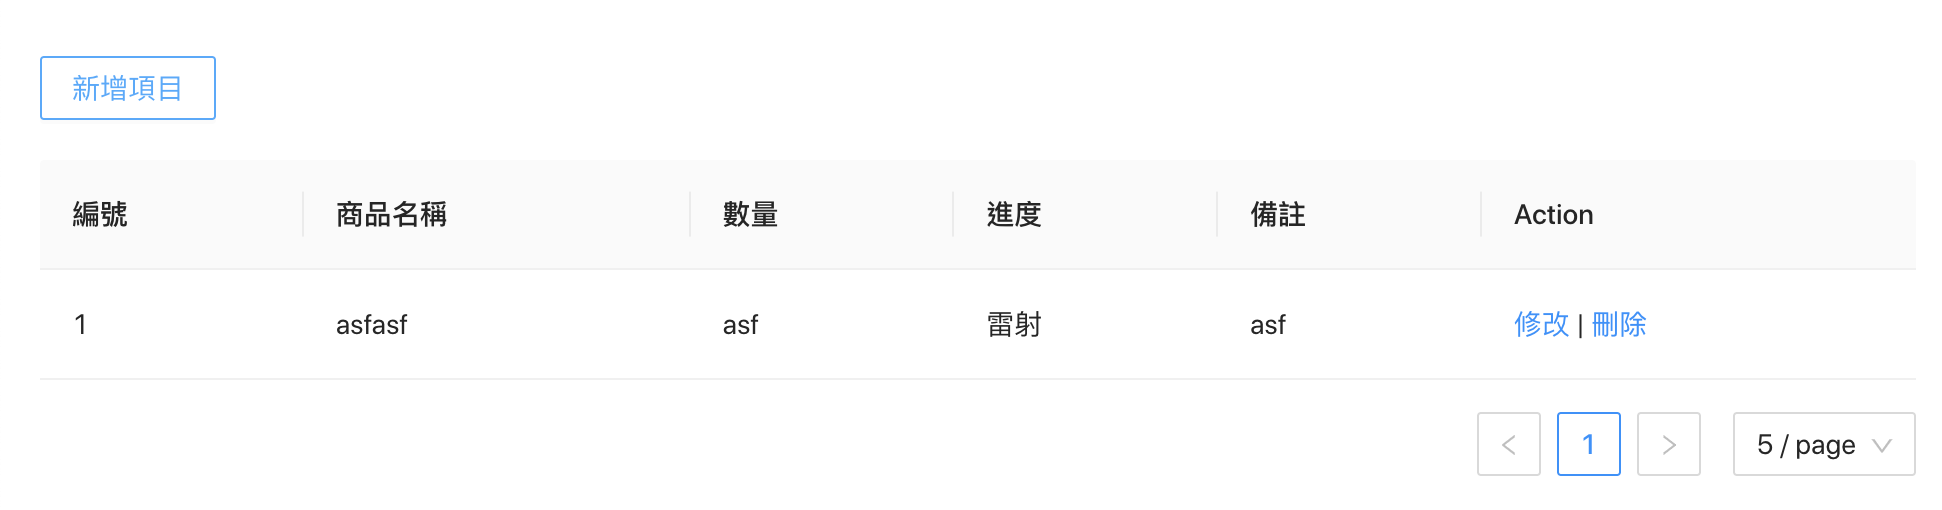 新增項目
編號 商品名稱 數量 進度 備註 Action
1 asfasf asf 雷射 asf 修改 | 刪除
< 1 > 5 / page